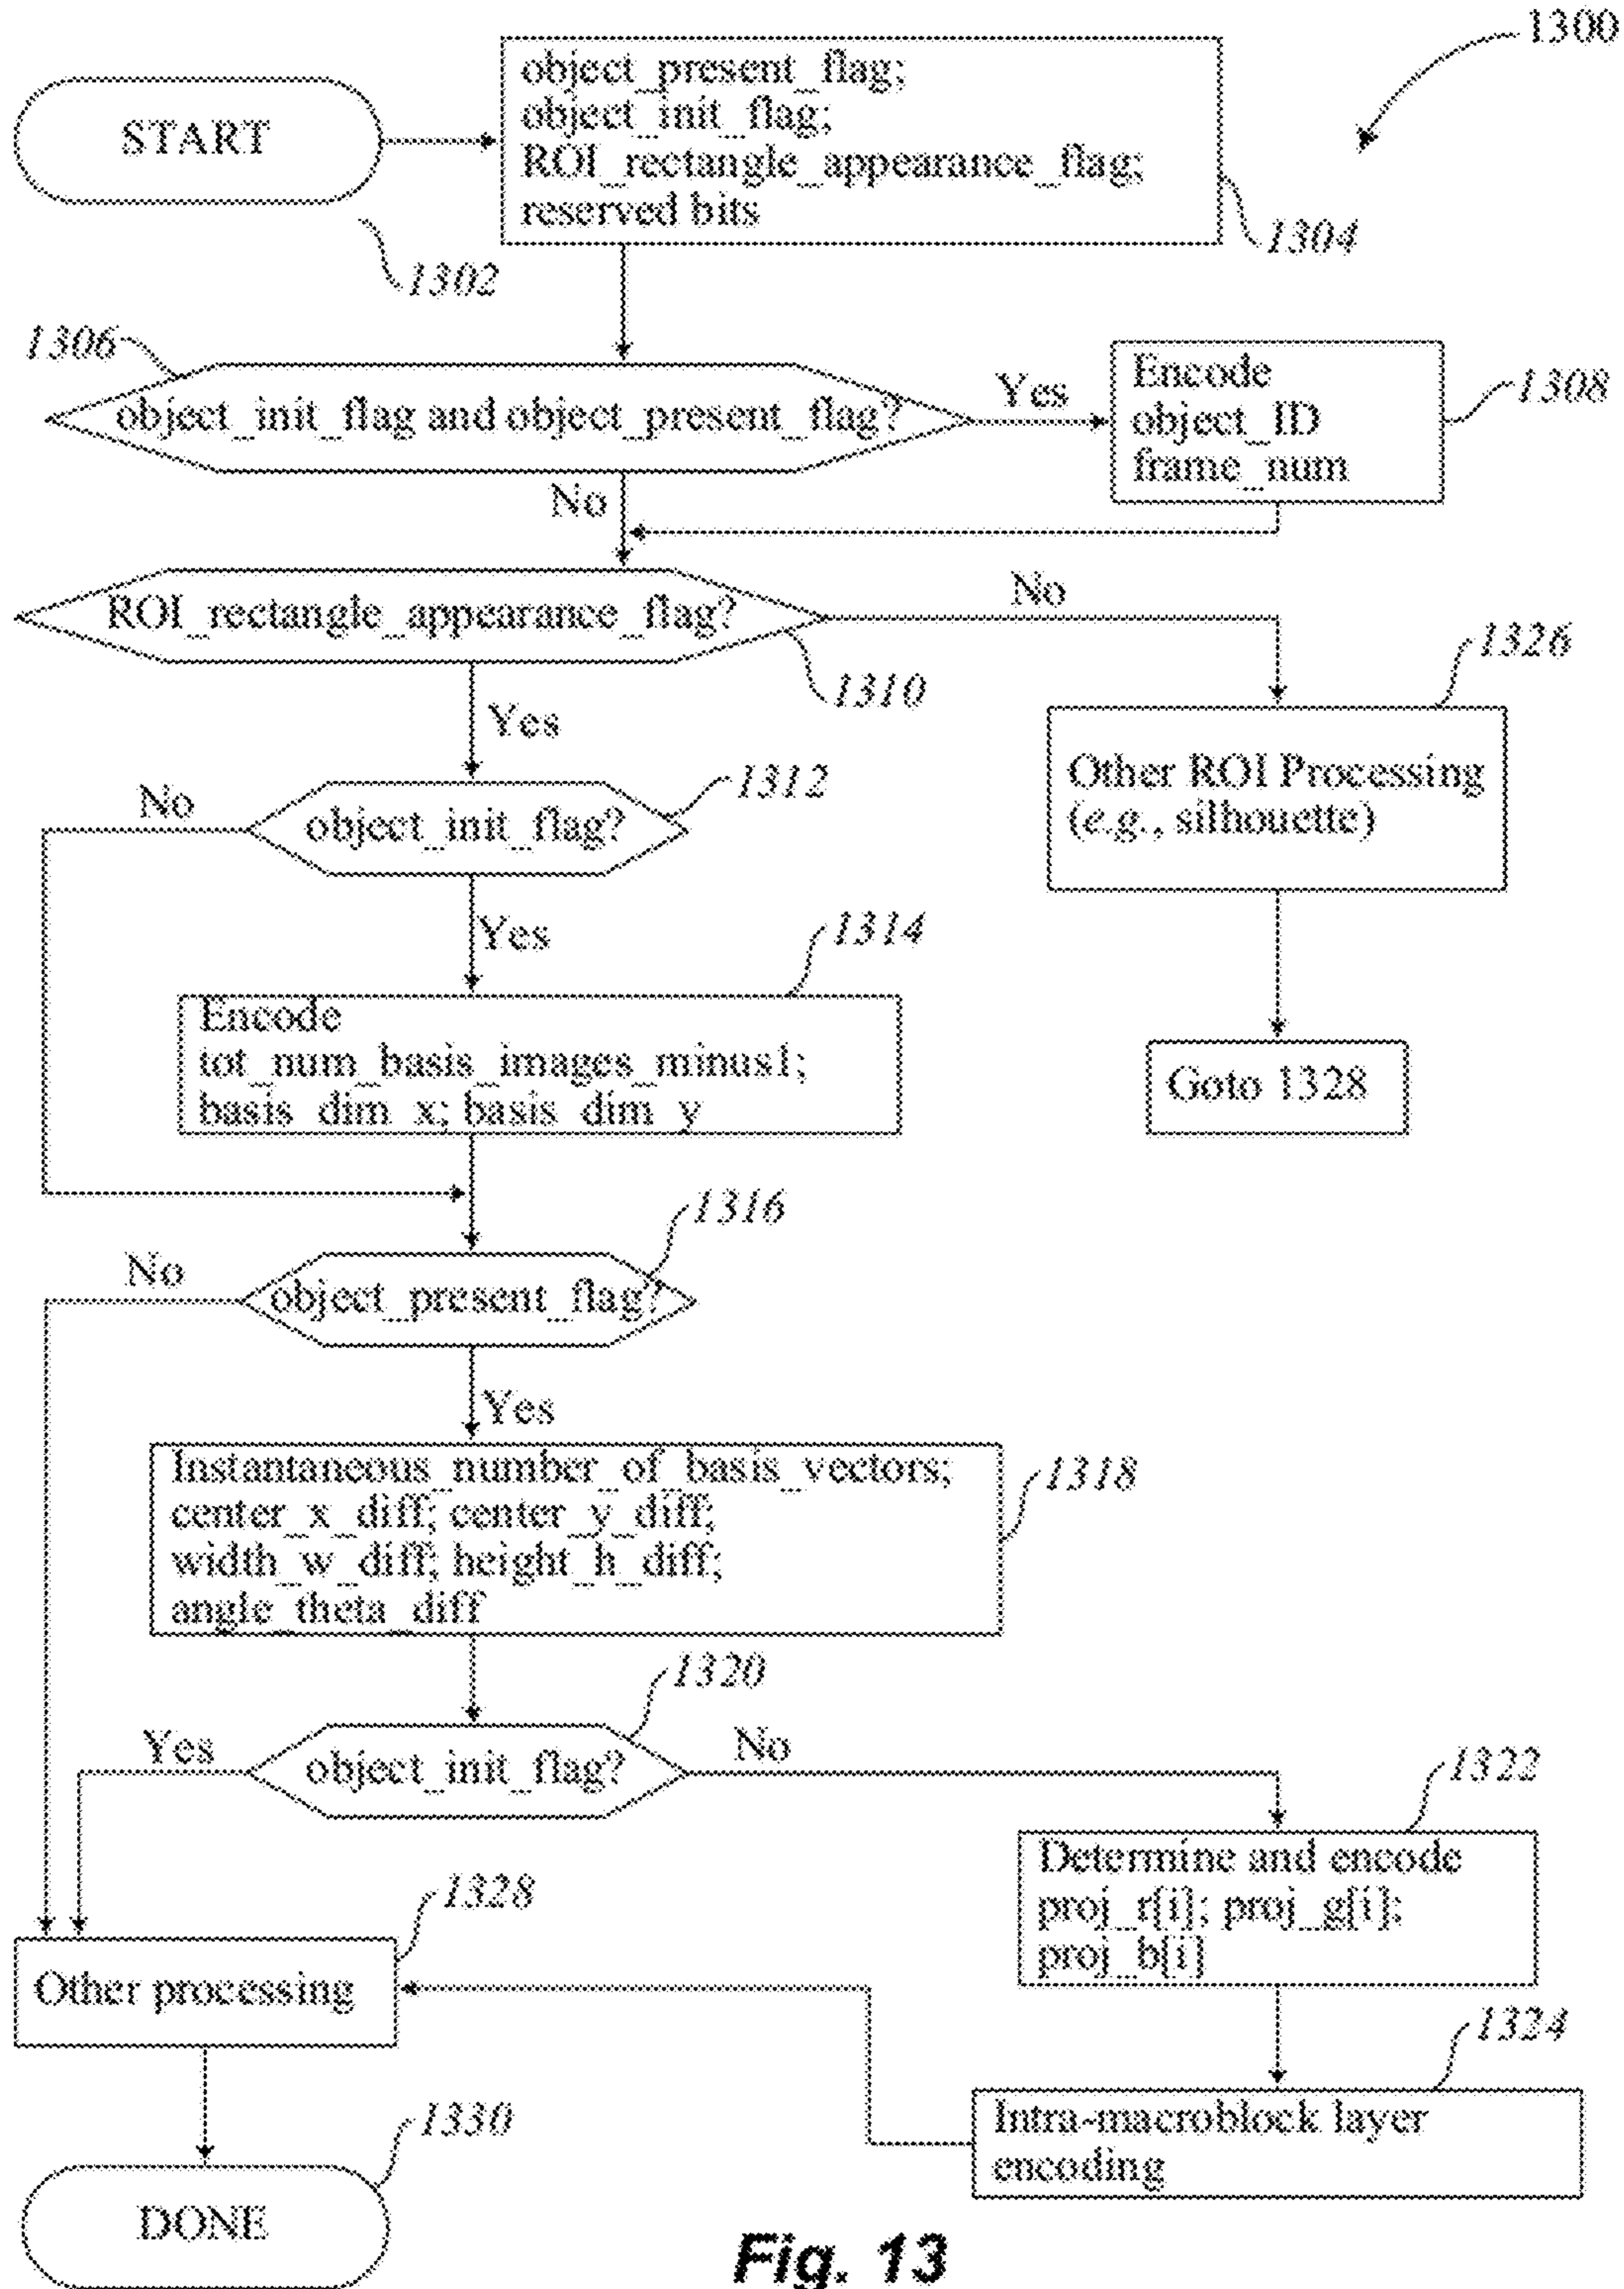 1300
START
object_present_flag;
object_init_flag;
ROI_rectangle_appearance_flag;
reserved bits
1304
1302
1306
object_init_flag and object_present_flag?
Yes
Encode
object_ID
frame_num
1308
No
ROI_rectangle_appearance_flag?
No
1310
1326
Yes
Other ROI Processing
(e.g., silhouette)
1312
No
object_init_flag?
Yes
1314
Encode
tot_num_basis_images_minus1;
basis_dim_x; basis_dim_y
Goto 1328
1316
No
object_present_flag?
Yes
Instantaneous_number_of_basis_vectors;
center_x_diff; center_y_diff;
width_w_diff; height_h_diff;
angle_theta_diff
1318
1320
Yes
object_init_flag?
No
1322
Determine and encode
proj_r[i]; proj_g[i];
proj_b[i]
1328
Other processing
1324
Intra-macroblock layer
encoding
1330
DONE
Fig. 13